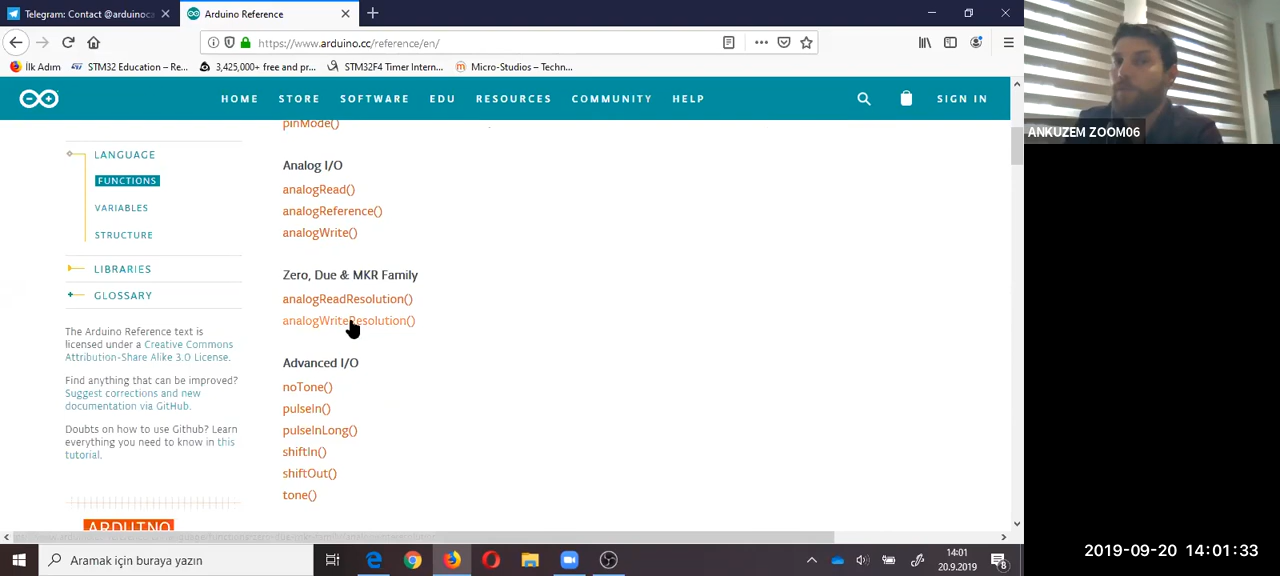 Telegram: Contact @arduinoca
Arduino Reference
https://www.arduino.cc/reference/en/
İlk Adım
STM32 Education – Re...
3,425,000+ free and pr...
STM32F4 Timer Intern...
Micro-Studios – Techn...
HOME
STORE
SOFTWARE
EDU
RESOURCES
COMMUNITY
HELP
SIGN IN
LANGUAGE
FUNCTIONS
VARIABLES
STRUCTURE
LIBRARIES
GLOSSARY
The Arduino Reference text is
licensed under a Creative Commons
Attribution-Share Alike 3.0 License.
Find anything that can be improved?
Suggest corrections and new
documentation via GitHub.
Doubts on how to use Github? Learn
everything you need to know in this
tutorial.
ARDUINO
pinMode()
Analog I/O
analogRead()
analogReference()
analogWrite()
Zero, Due & MKR Family
analogReadResolution()
analogWriteResolution()
Advanced I/O
noTone()
pulseIn()
pulseInLong()
shiftIn()
shiftOut()
tone()
ANKUZEM ZOOM06
Aramak için buraya yazın
14:01
20.9.2019
8
2019-09-20 14:01:33